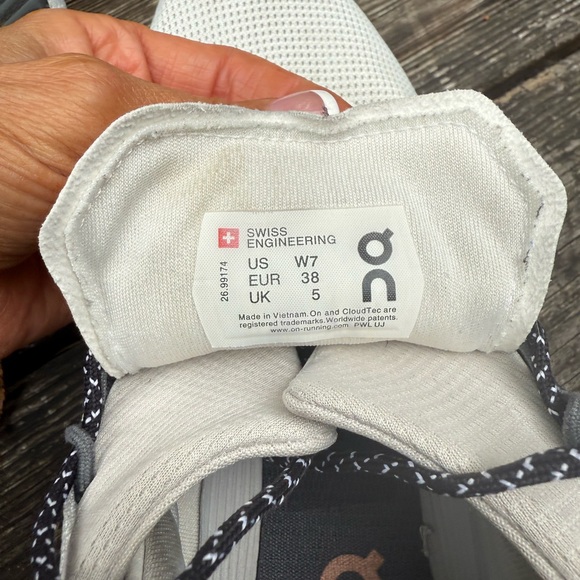 SWISS
ENGINEERING
US W7
EUR 38
UK 5
26.99174
Made in Vietnam. On and CloudTec are
registered trademarks. Worldwide patents.
www.on-running.com PWL UJ